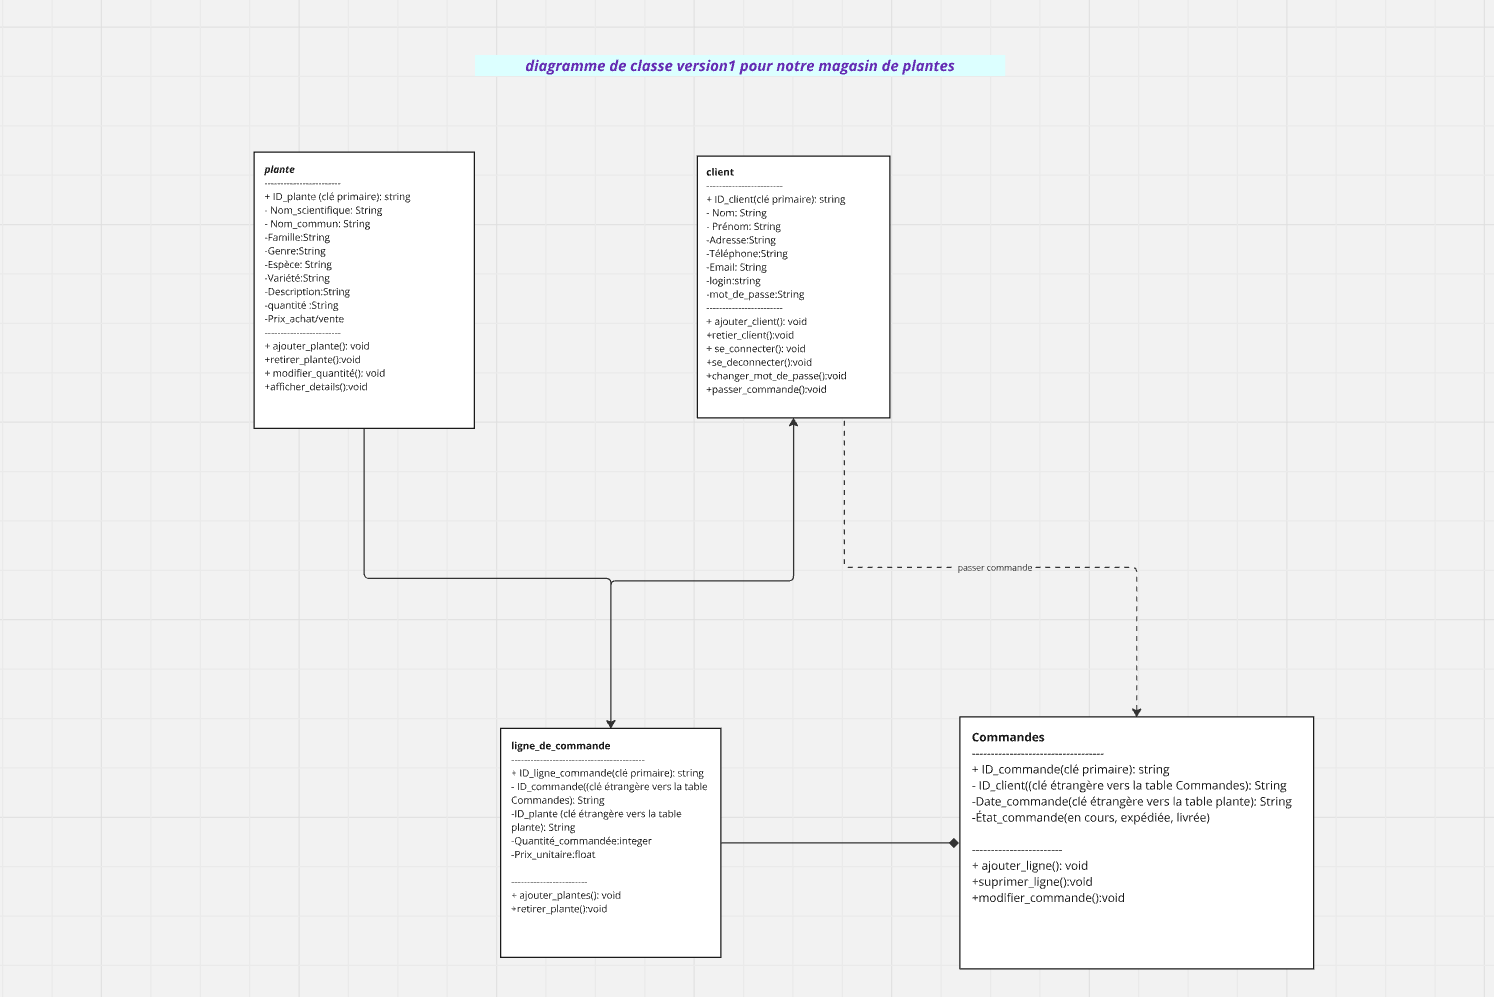 diagramme de classe version1 pour notre magasin de plantes
plante
------------------------
+ ID_plante (clé primaire): string
- Nom_scientifique: String
- Nom_commun: String
-Famille:String
-Genre:String
-Espèce: String
-Variété:String
-Description:String
-quantité :String
-Prix_achat/vente
------------------------
+ ajouter_plante(): void
+retirer_plante():void
+ modifier_quantité(): void
+afficher_details():void
client
------------------------
+ ID_client(clé primaire): string
- Nom: String
- Prénom: String
-Adresse:String
-Téléphone:String
-Email: String
-login:string
-mot_de_passe:String
------------------------
+ ajouter_client(): void
+retier_client():void
+ se_connecter(): void
+se_deconnecter():void
+changer_mot_de_passe():void
+passer_commande():void
passer commande
ligne_de_commande
------------------------------------------
+ ID_ligne_commande(clé primaire): string
- ID_commande((clé étrangère vers la table
Commandes): String
-ID_plante (clé étrangère vers la table
plante): String
-Quantité_commandée:integer
-Prix_unitaire:float
------------------------
+ ajouter_plantes(): void
+retirer_plante():void
Commandes
-----------------------------------
+ ID_commande(clé primaire): string
- ID_client((clé étrangère vers la table Commandes): String
-Date_commande(clé étrangère vers la table plante): String
-État_commande(en cours, expédiée, livrée)
------------------------
+ ajouter_ligne(): void
+suprimer_ligne():void
+modifier_commande():void